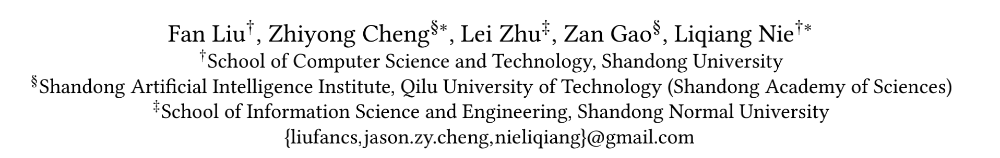 Fan Liu†, Zhiyong Cheng§*, Lei Zhu‡, Zan Gao§, Liqiang Nie†*
†School of Computer Science and Technology, Shandong University
§Shandong Artificial Intelligence Institute, Qilu University of Technology (Shandong Academy of Sciences)
‡School of Information Science and Engineering, Shandong Normal University
{liufancs,jason.zy.cheng,nieliqiang}@gmail.com